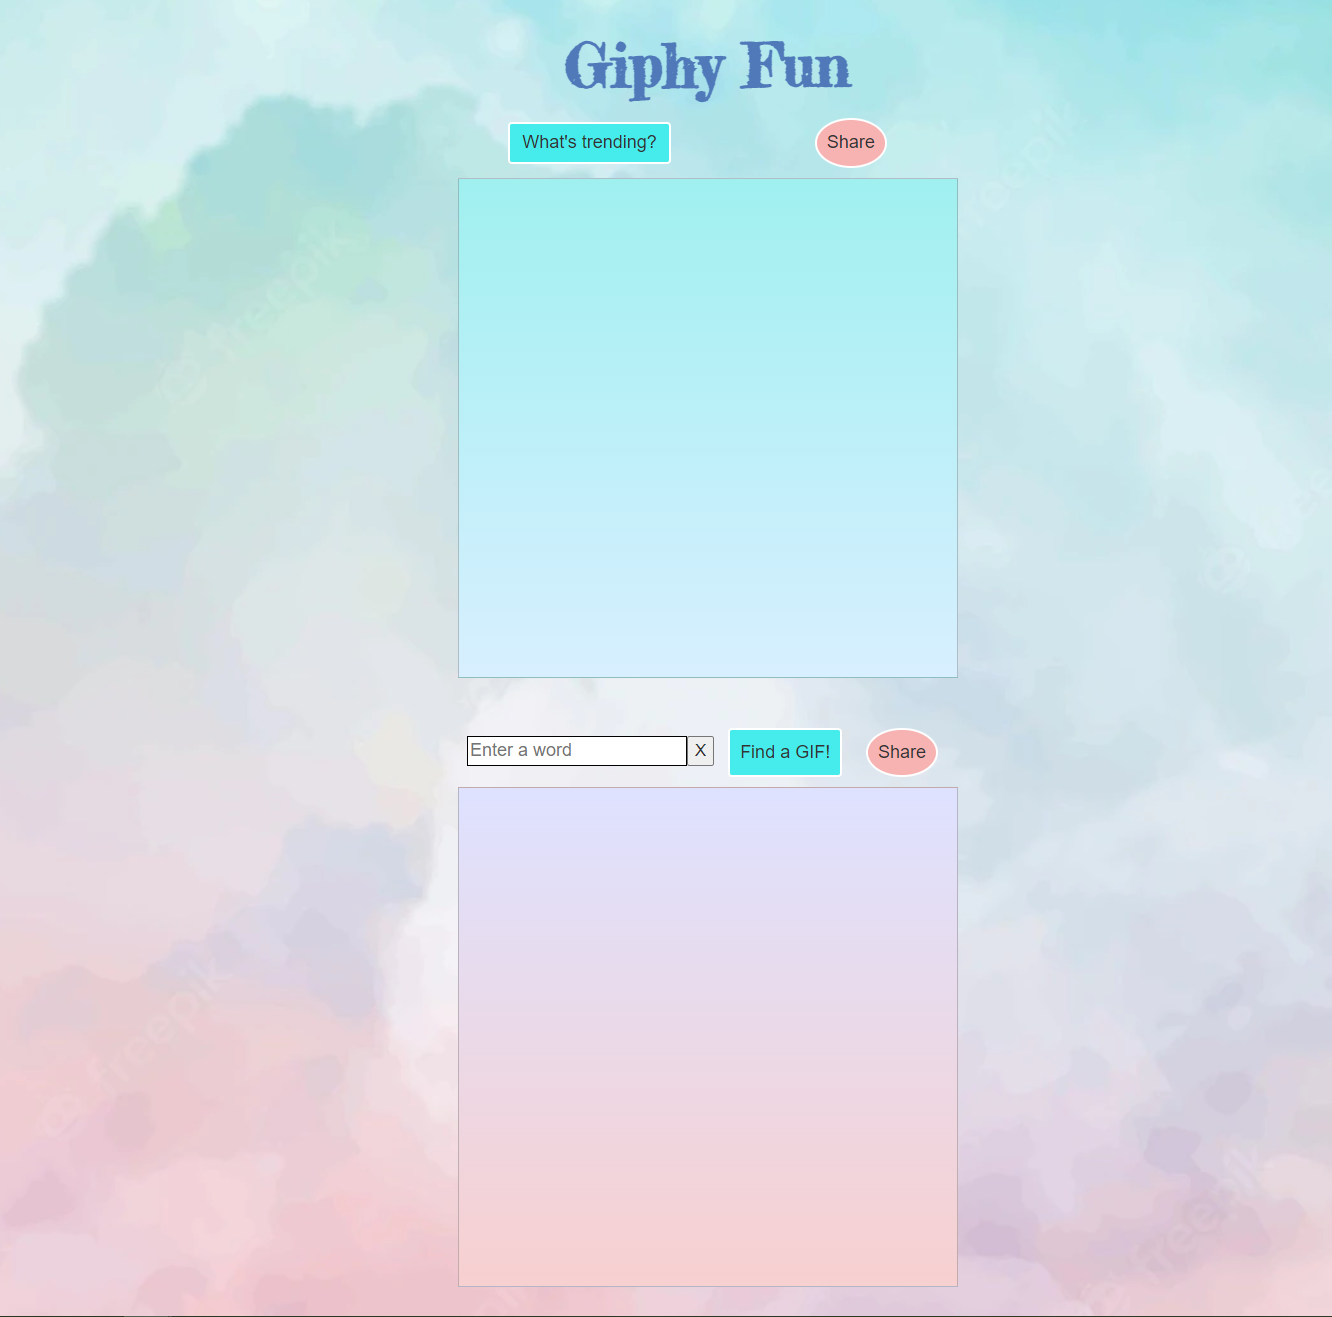 Giphy Fun
What's trending?
Share
freepik
freepik
Enter a word
X
Find a GIF!
Share
freepik
freepik